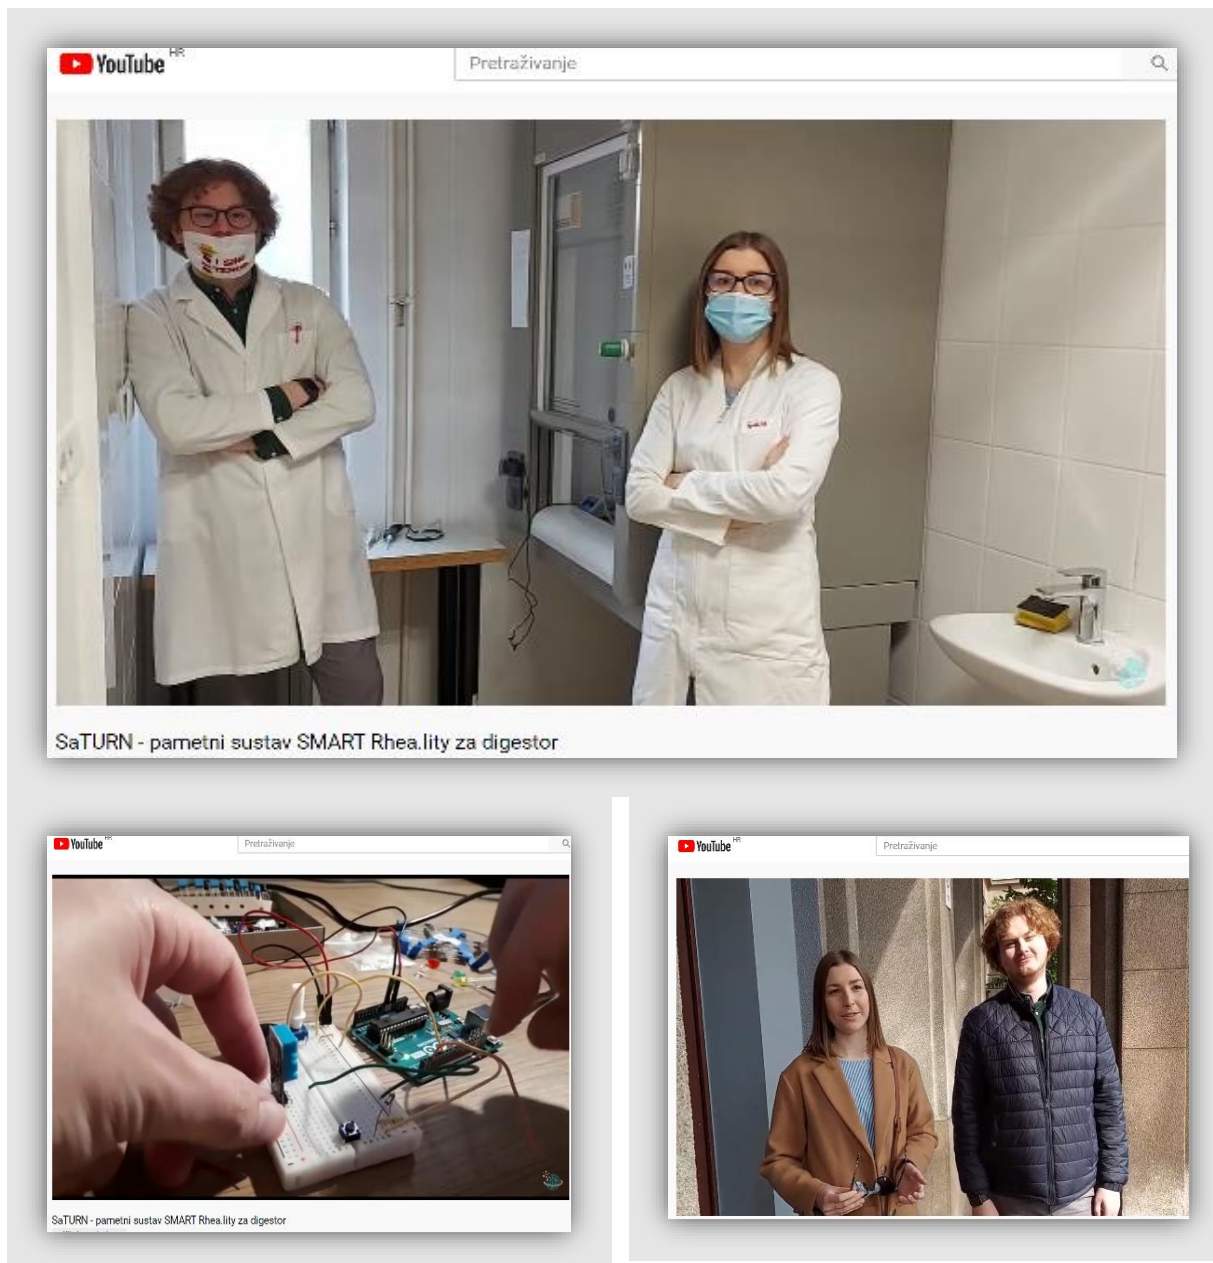 YouTube HR
Pretraživanje
SaTURN - pametni sustav SMART Rhea.lity za digestor
YouTube HR
Pretraživanje
SaTURN - pametni sustav SMART Rhea.lity za digestor
YouTube HR
Pretraživanje